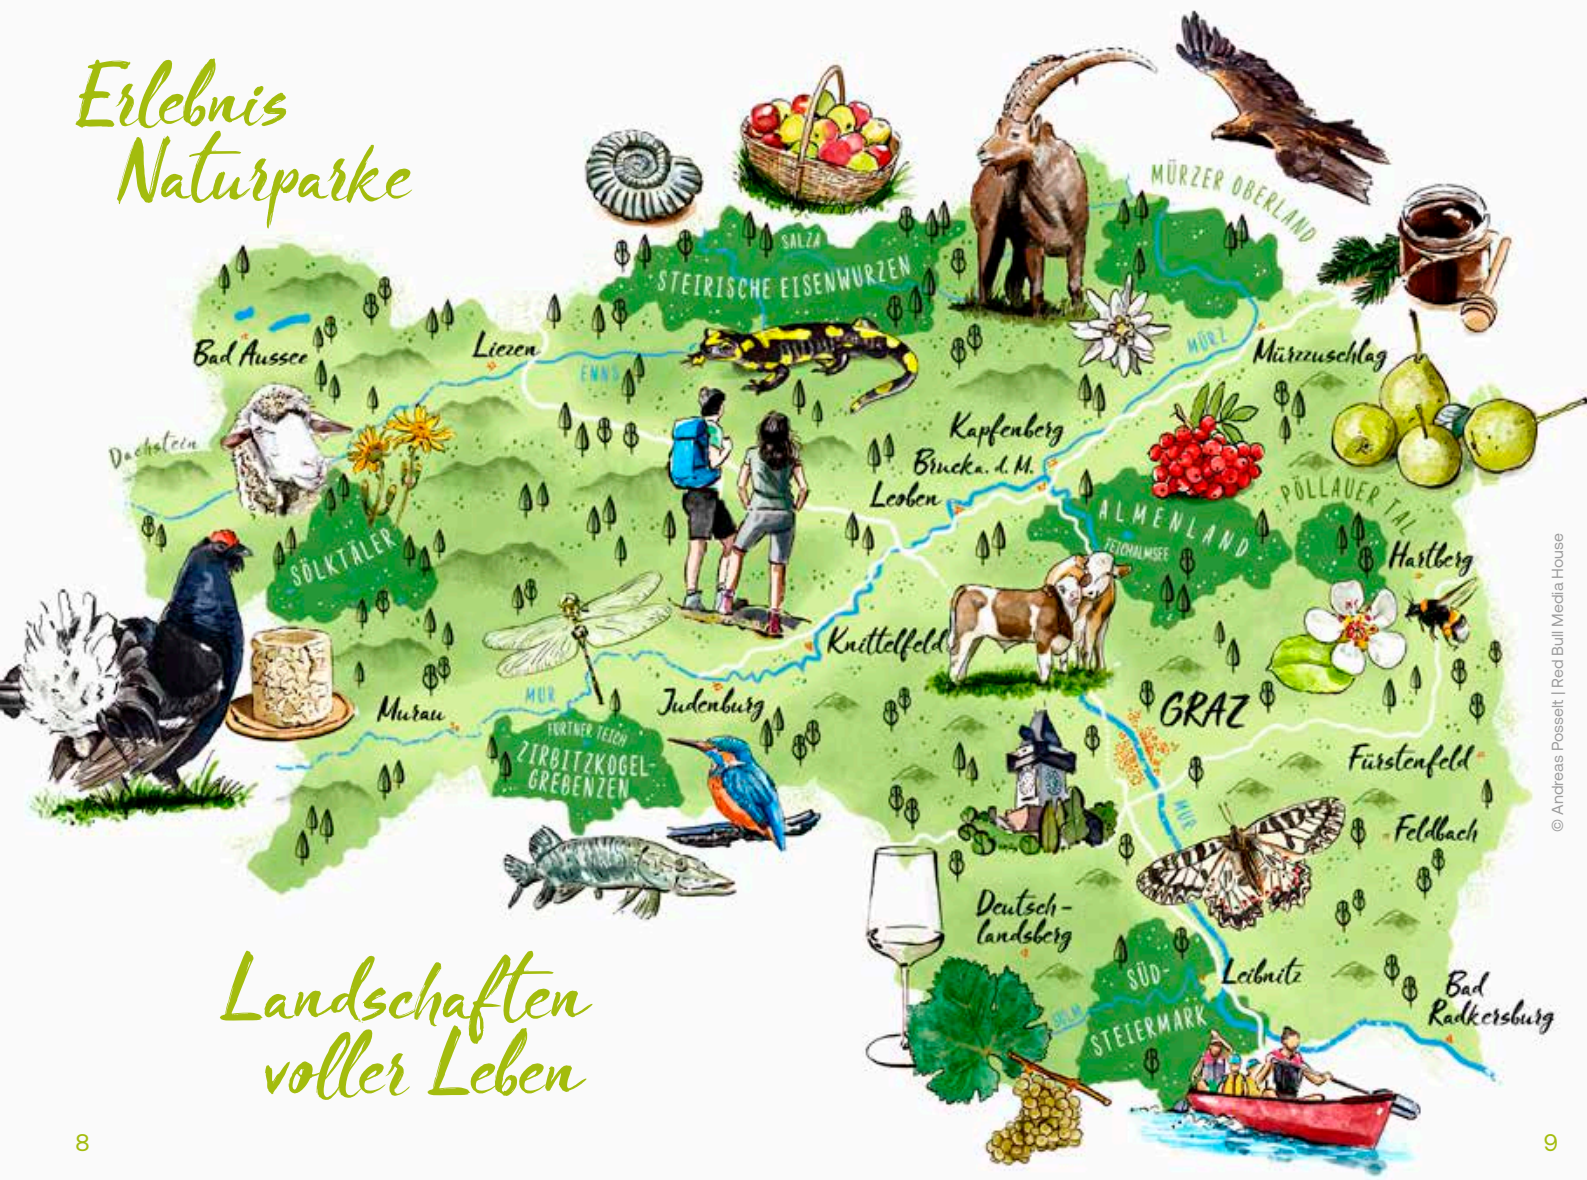 Erlebnis
Naturparke
MÜRZER OBERLAND
SALZA
STEIRISCHE EISENWURZEN
Bad Aussee
Liezen
ENNS
MÜRZ
Mürzzuschlag
Dachstein
Kapfenberg
Bruck a. d. M.
Leoben
PÖLLAUER TAL
ALMENLAND
TEICHALMSEE
SÖLKTÄLER
Hartberg
Knittelfeld
MUR
Murau
Judenburg
GRAZ
FURTNER TEICH
ZIRBITZKOGEL-
GREBENZEN
Fürstenfeld
MUR
Feldbach
Deutsch-
landsberg
SÜD-
STEIERMARK
SULM
Leibnitz
Bad
Radkersburg
Landschaften
voller Leben
8
9
© Andreas Posselt | Red Bull Media House